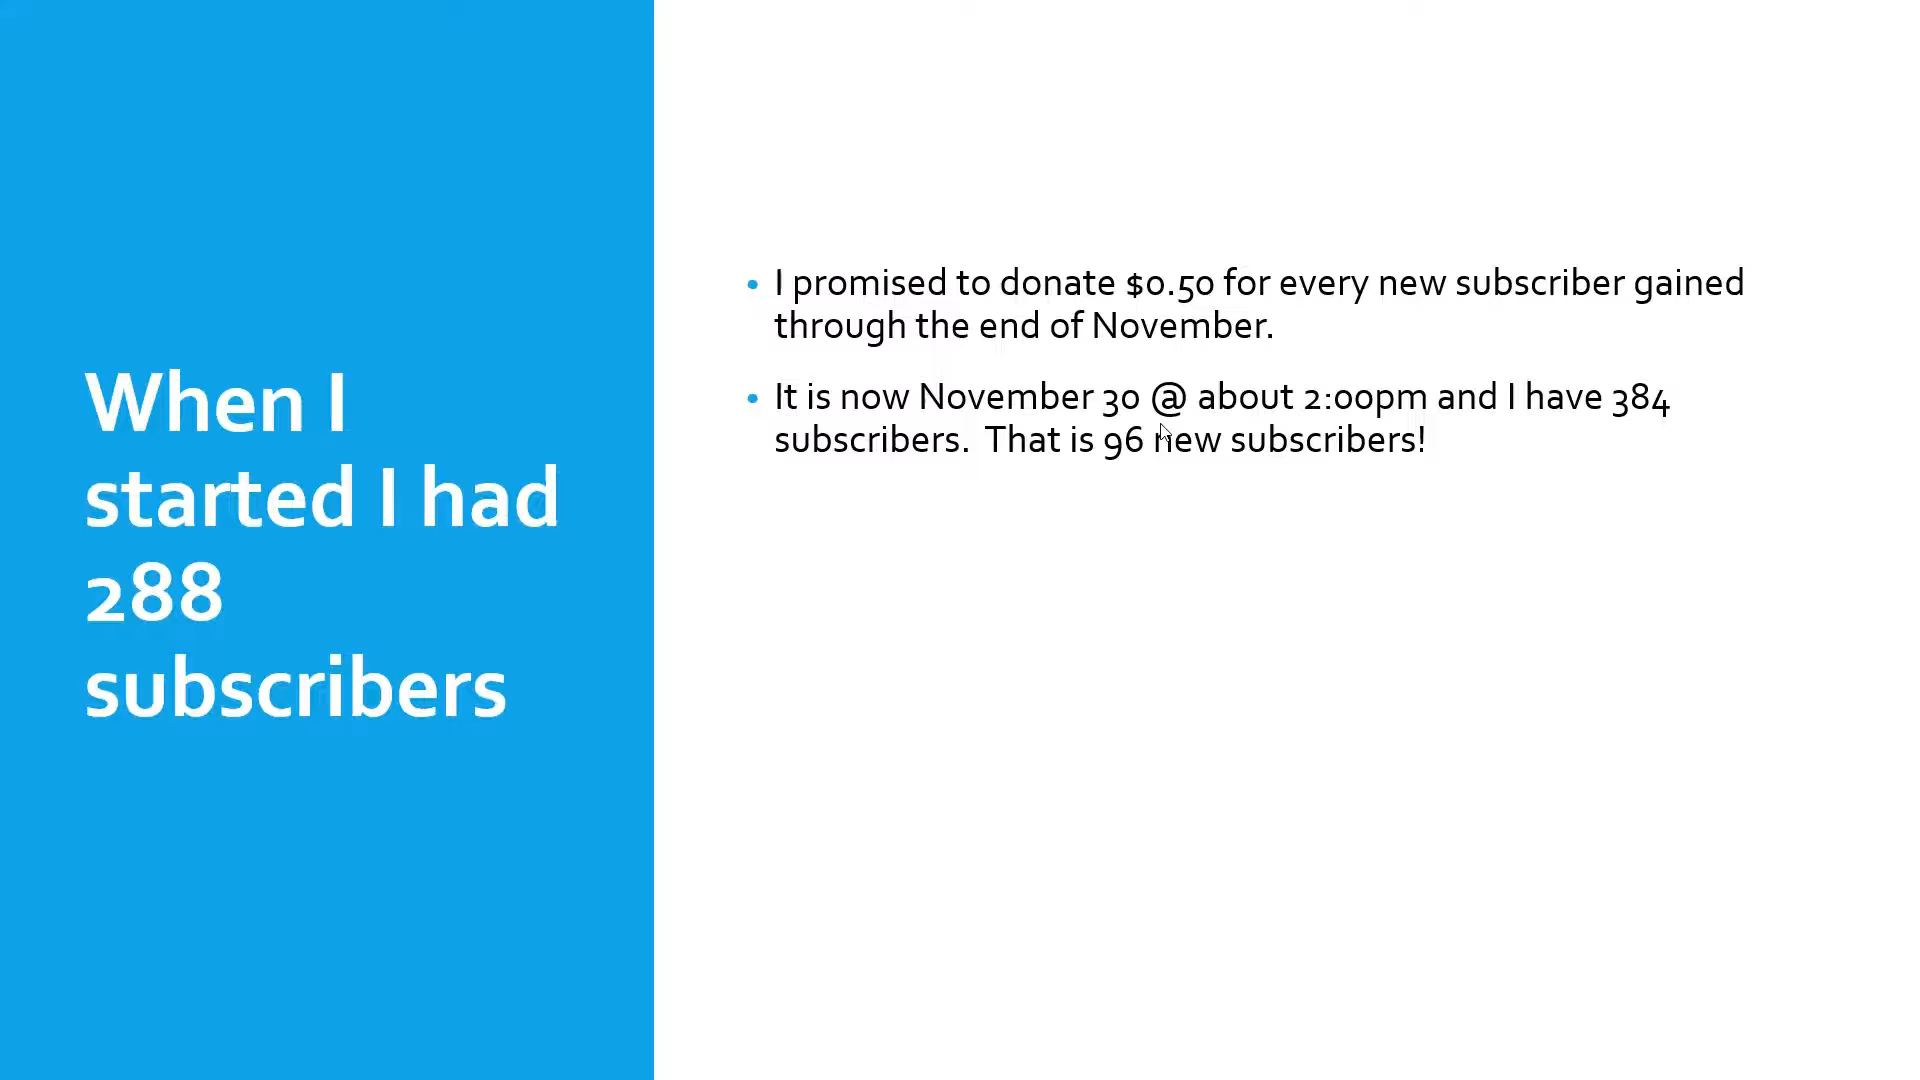 When I
started I had
288
subscribers
• I promised to donate $0.50 for every new subscriber gained
through the end of November.
• It is now November 30 @ about 2:00pm and I have 384
subscribers.  That is 96 new subscribers!